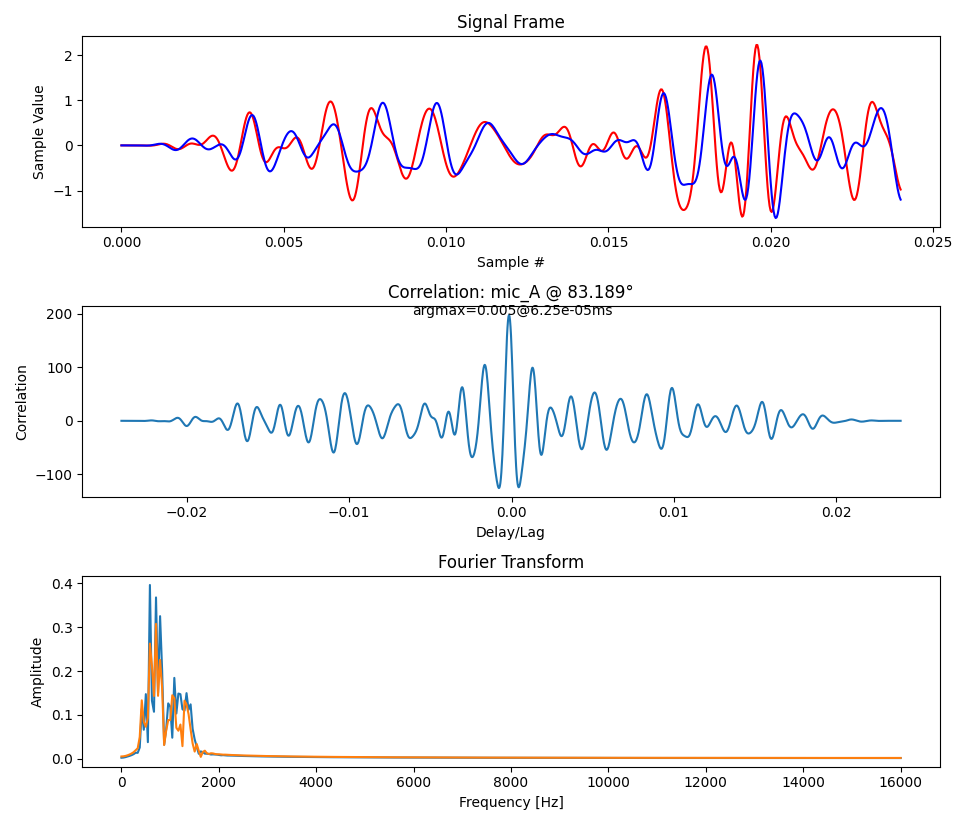 Signal Frame
Sample Value
2
1
0
−1
0.000 0.005 0.010 0.015 0.020 0.025
Sample #
Correlation: mic_A @ 83.189°
argmax=0.005@6.25e-05ms
Correlation
200
100
0
−100
−0.02 −0.01 0.00 0.01 0.02
Delay/Lag
Fourier Transform
Amplitude
0.4
0.3
0.2
0.1
0.0
0 2000 4000 6000 8000 10000 12000 14000 16000
Frequency [Hz]